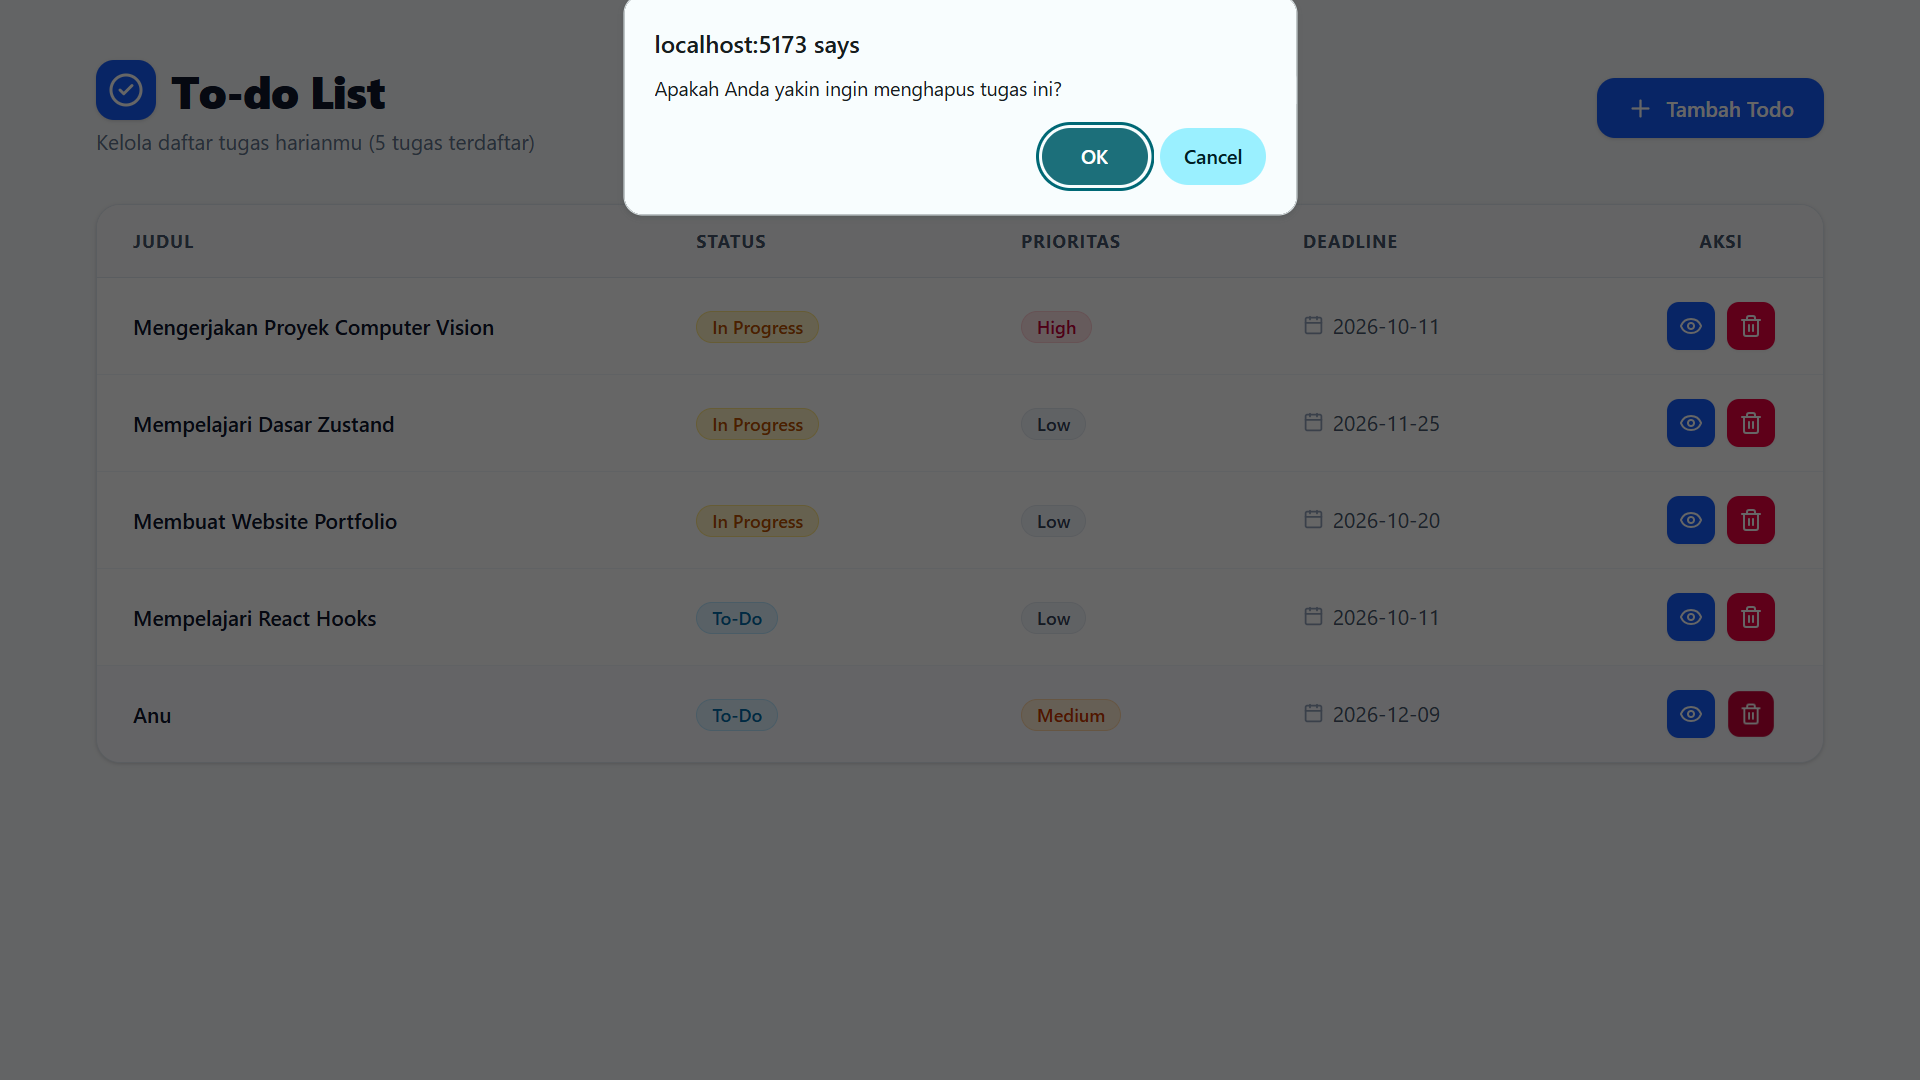 localhost:5173 says
Apakah Anda yakin ingin menghapus tugas ini?
OK Cancel
To-do List
Kelola daftar tugas harianmu (5 tugas terdaftar)
Tambah Todo
JUDUL STATUS PRIORITAS DEADLINE AKSI
Mengerjakan Proyek Computer Vision In Progress High 2026-10-11
Mempelajari Dasar Zustand In Progress Low 2026-11-25
Membuat Website Portfolio In Progress Low 2026-10-20
Mempelajari React Hooks To-Do Low 2026-10-11
Anu To-Do Medium 2026-12-09